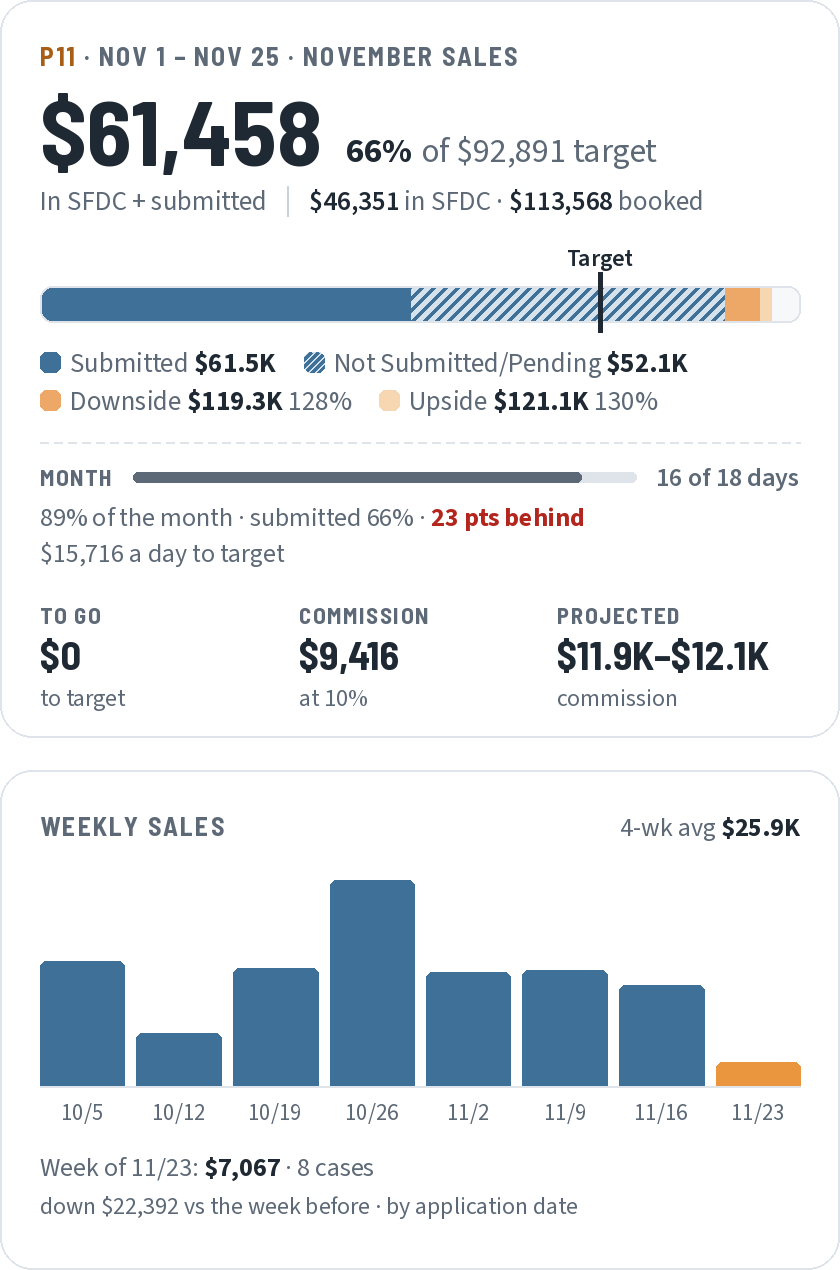 P11 · NOV 1 – NOV 25 · NOVEMBER SALES
$61,458 66% of $92,891 target
In SFDC + submitted $46,351 in SFDC · $113,568 booked
Target
Submitted $61.5K Not Submitted/Pending $52.1K
Downside $119.3K 128% Upside $121.1K 130%
MONTH 16 of 18 days
89% of the month · submitted 66% · 23 pts behind
$15,716 a day to target
TO GO COMMISSION PROJECTED
$0 $9,416 $11.9K–$12.1K
to target at 10% commission
WEEKLY SALES 4-wk avg $25.9K
10/5 10/12 10/19 10/26 11/2 11/9 11/16 11/23
Week of 11/23: $7,067 · 8 cases
down $22,392 vs the week before · by application date